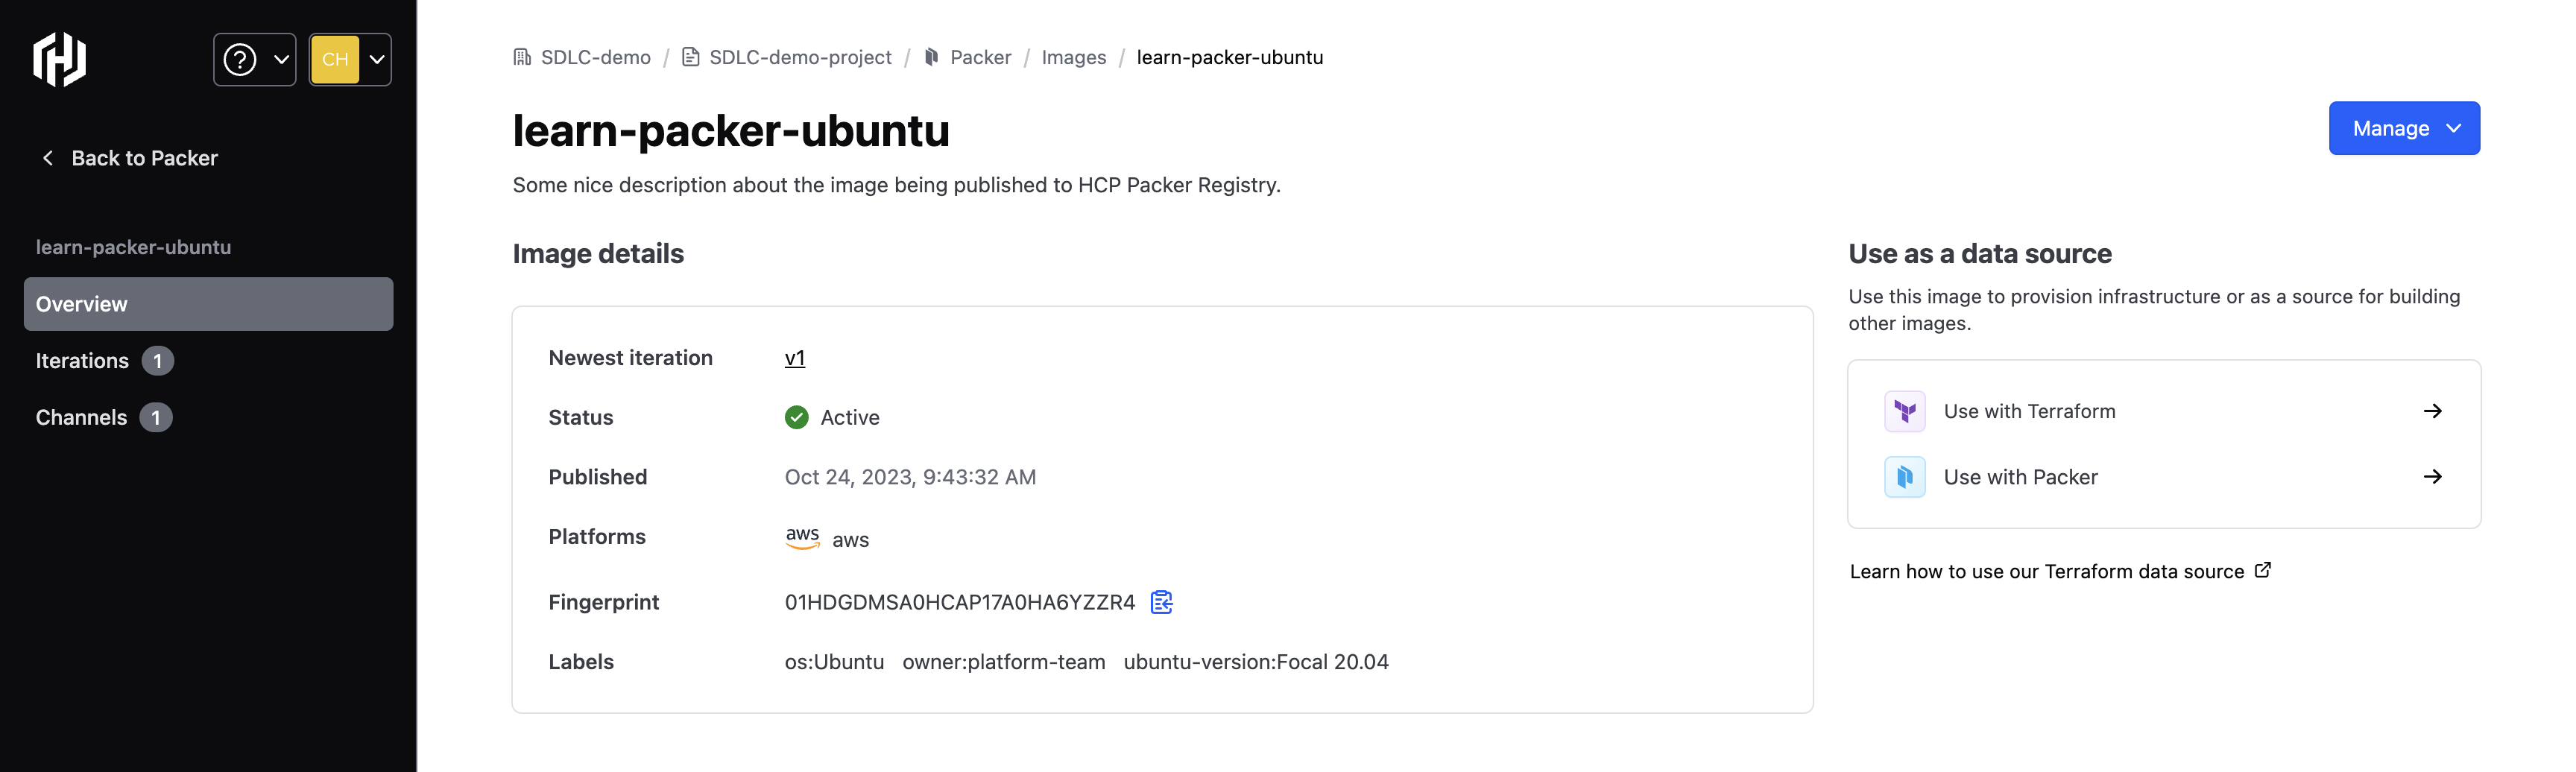 CH
Back to Packer
learn-packer-ubuntu
Overview
Iterations 1
Channels 1
SDLC-demo / SDLC-demo-project / Packer / Images / learn-packer-ubuntu
learn-packer-ubuntu
Manage
Some nice description about the image being published to HCP Packer Registry.
Image details
Newest iteration v1
Status Active
Published Oct 24, 2023, 9:43:32 AM
Platforms aws aws
Fingerprint 01HDGDMSA0HCAP17A0HA6YZZR4
Labels os:Ubuntu owner:platform-team ubuntu-version:Focal 20.04
Use as a data source
Use this image to provision infrastructure or as a source for building
other images.
Use with Terraform
Use with Packer
Learn how to use our Terraform data source